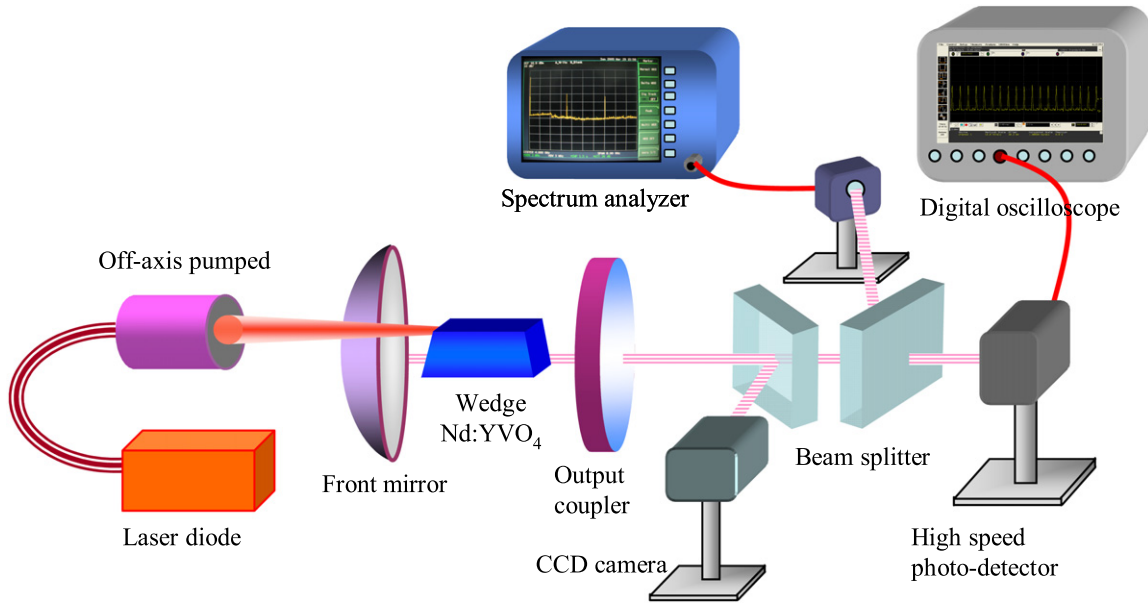 Spectrum analyzer
Digital oscilloscope
Off-axis pumped
Wedge
Nd:YVO₄
Front mirror
Output
coupler
Beam splitter
Laser diode
CCD camera
High speed
photo-detector